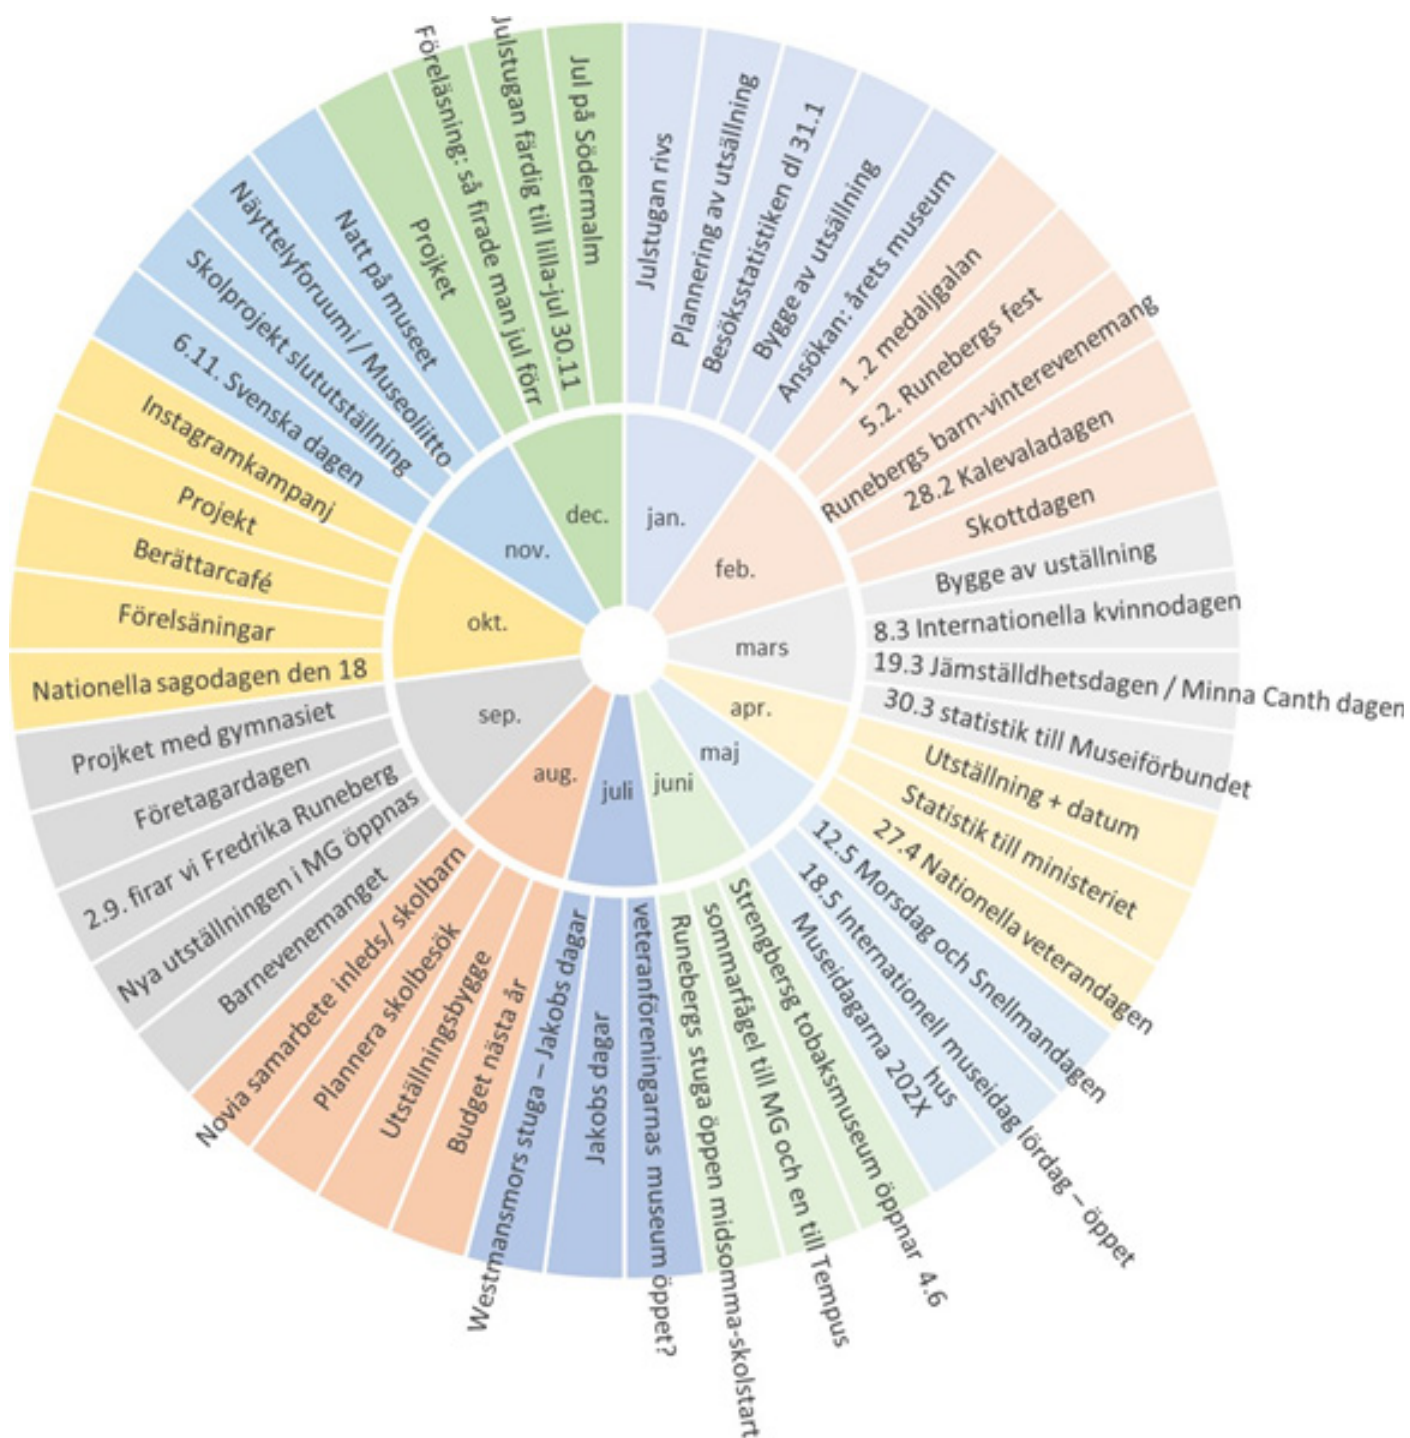 jan.
Julstugan rivs
Plannering av utsällning
Besöksstatistiken dl 31.1
Bygge av utsällning
Ansökan: årets museum
feb.
1 .2 medaljgalan
5.2. Runebergs fest
Runebergs barn-vinterevenemang
28.2 Kalevaladagen
Skottdagen
mars
Bygge av uställning
8.3 Internationella kvinnodagen
19.3 Jämställdhetsdagen / Minna Canth dagen
30.3 statistik till Museiförbundet
apr.
Utställning + datum
Statistik till ministeriet
27.4 Nationella veterandagen
maj
12.5 Morsdag och Snellmandagen
18.5 Internationell museidag lördag – öppet
hus
Museidagarna 202X
juni
Strengbersg tobaksmuseum öppnar 4.6
sommarfågel till MG och en till Tempus
Runebergs stuga öppen midsomma-skolstart
juli
veteranföreningarnas museum öppet?
Jakobs dagar
Westmansmors stuga – Jakobs dagar
aug.
Budget nästa år
Utställningsbygge
Plannera skolbesök
Novia samarbete inleds/ skolbarn
sep.
Barnevenemanget
Nya utställningen i MG öppnas
2.9. firar vi Fredrika Runeberg
Företagardagen
Projket med gymnasiet
okt.
Nationella sagodagen den 18
Förelsäningar
Berättarcafé
Projekt
Instagramkampanj
nov.
6.11. Svenska dagen
Skolprojekt slututställning
Näyttelyforuumi / Museoliitto
Natt på museet
dec.
Projket
Föreläsning: så firade man jul förr
Julstugan färdig till lilla-jul 30.11
Jul på Södermalm